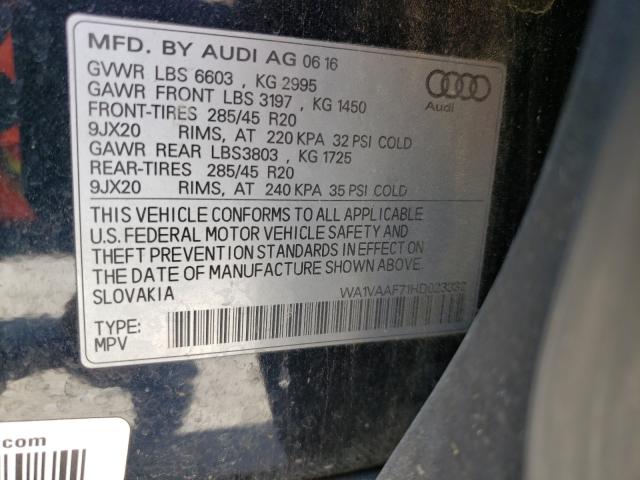 MFD. BY AUDI AG 06 16
GVWR LBS 6603 , KG 2995
GAWR FRONT LBS 3197 , KG 1450
FRONT-TIRES 285/45 R20
9JX20 RIMS, AT 220 KPA 32 PSI COLD
GAWR REAR LBS3803 , KG 1725
REAR-TIRES 285/45 R20
9JX20 RIMS, AT 240 KPA 35 PSI COLD
Audi
THIS VEHICLE CONFORMS TO ALL APPLICABLE
U.S. FEDERAL MOTOR VEHICLE SAFETY AND
THEFT PREVENTION STANDARDS IN EFFECT ON
THE DATE OF MANUFACTURE SHOWN ABOVE.
SLOVAKIA WA1VAAF71HD023332
TYPE:
MPV
.com